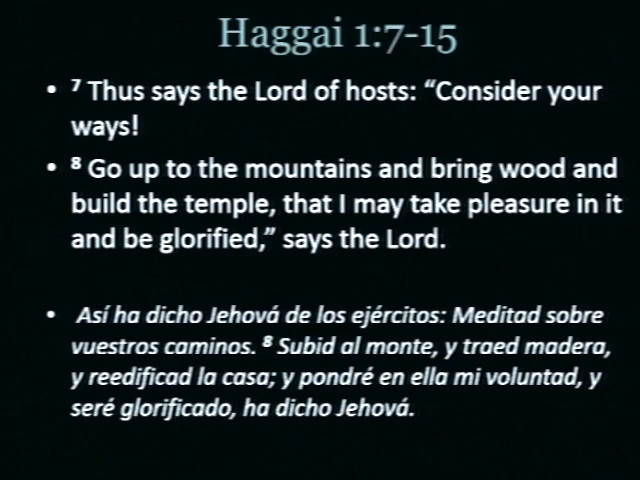 Haggai 1:7-15
• ⁷ Thus says the Lord of hosts: “Consider your
ways!
• ⁸ Go up to the mountains and bring wood and
build the temple, that I may take pleasure in it
and be glorified,” says the Lord.
• Así ha dicho Jehová de los ejércitos: Meditad sobre
vuestros caminos. ⁸ Subid al monte, y traed madera,
y reedificad la casa; y pondré en ella mi voluntad, y
seré glorificado, ha dicho Jehová.